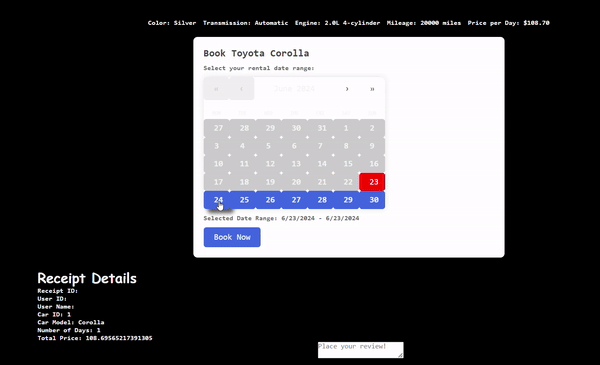 Color: Silver Transmission: Automatic Engine: 2.0L 4-cylinder Mileage: 20000 miles Price per Day: $108.70
Book Toyota Corolla
Select your rental date range:
« ‹ June 2024 › »
27 28 29 30 31 1 2
3 4 5 6 7 8 9
10 11 12 13 14 15 16
17 18 19 20 21 22 23
24 25 26 27 28 29 30
Selected Date Range: 6/23/2024 - 6/23/2024
Book Now
Receipt Details
Receipt ID:
User ID:
User Name:
Car ID: 1
Car Model: Corolla
Number of Days: 1
Total Price: 108.69565217391305
Place your review!